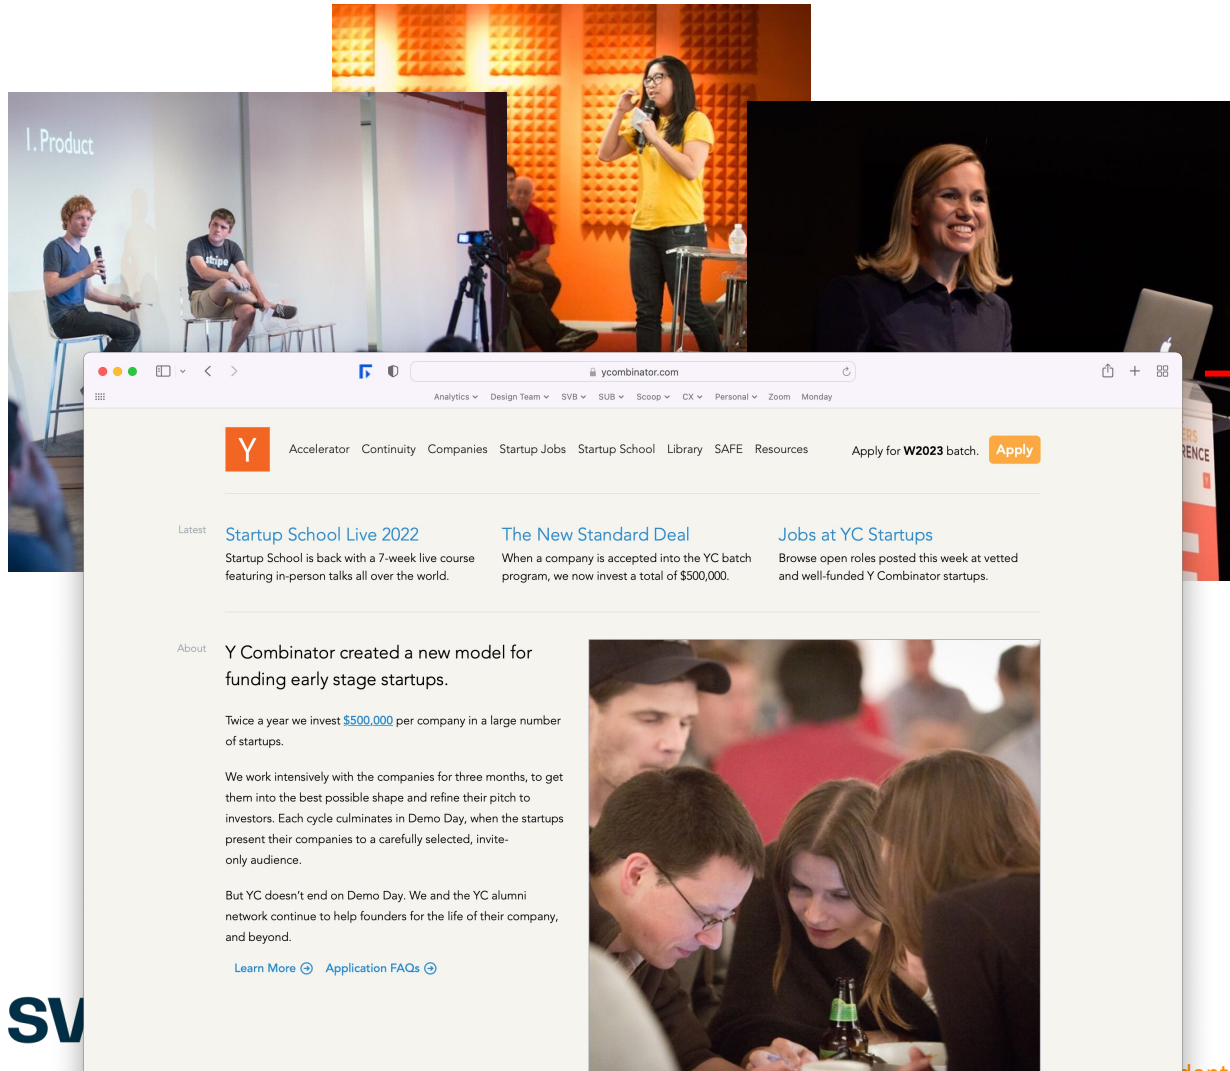 1. Product
stripe
ycombinator.com
Analytics
Design Team
SVB
SUB
Scoop
CX
Personal
Zoom
Monday
Y
Accelerator
Continuity
Companies
Startup Jobs
Startup School
Library
SAFE
Resources
Apply for W2023 batch.
Apply
Latest
Startup School Live 2022
Startup School is back with a 7-week live course
featuring in-person talks all over the world.
The New Standard Deal
When a company is accepted into the YC batch
program, we now invest a total of $500,000.
Jobs at YC Startups
Browse open roles posted this week at vetted
and well-funded Y Combinator startups.
About
Y Combinator created a new model for
funding early stage startups.
Twice a year we invest $500,000 per company in a large number
of startups.
We work intensively with the companies for three months, to get
them into the best possible shape and refine their pitch to
investors. Each cycle culminates in Demo Day, when the startups
present their companies to a carefully selected, invite-
only audience.
But YC doesn’t end on Demo Day. We and the YC alumni
network continue to help founders for the life of their company,
and beyond.
Learn More
Application FAQs